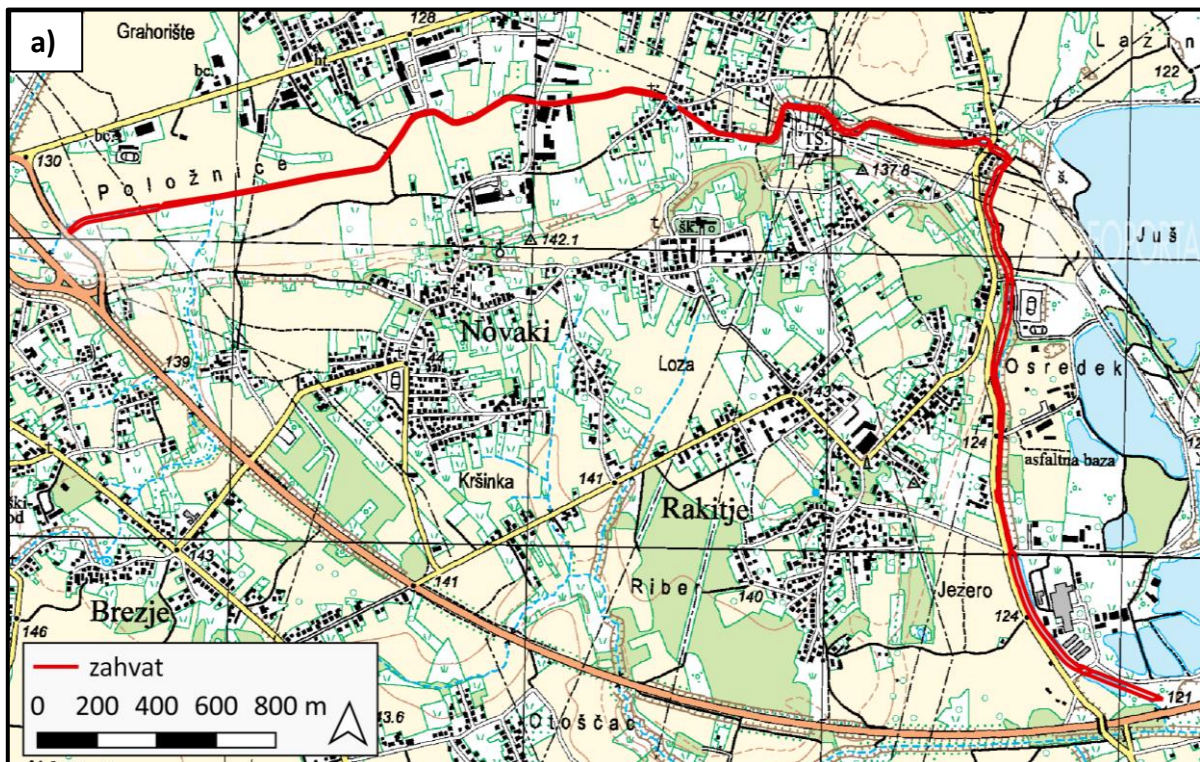 a)
Grahorište
128
127
Lazin
122
bc.
ht.
bc.
130
Položnice
TS.
137.8
š.
142.1
t.
šk.
Juš
Novaki
Loza
139
Osredek
124
asfaltna baza
Kršinka
141
Rakitje
143
141
Riber
140
Jezero
124
Brezje
146
121
zahvat
0 200 400 600 800 m
Otoščac